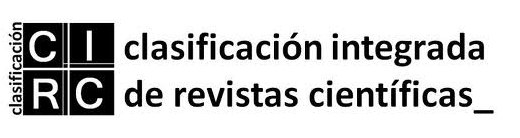 clasificación
CI
RC
clasificación integrada
de revistas científicas_